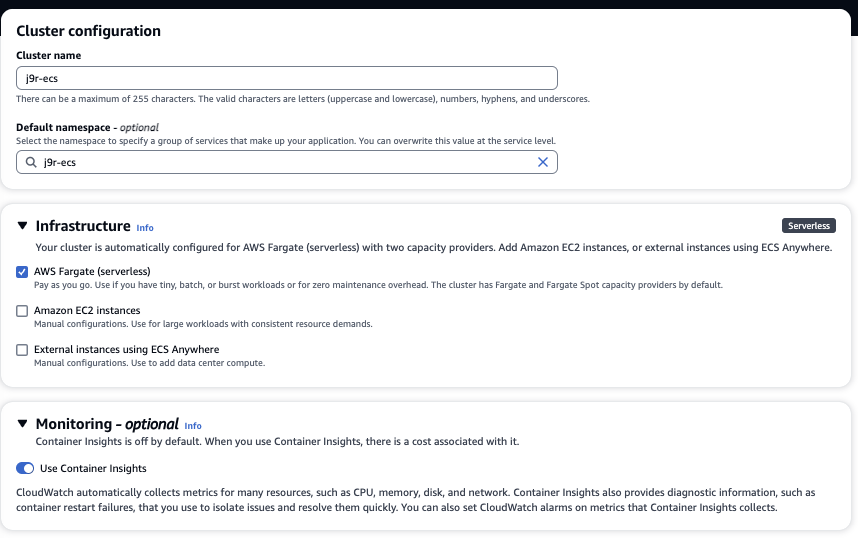 Cluster configuration
Cluster name
j9r-ecs
There can be a maximum of 255 characters. The valid characters are letters (uppercase and lowercase), numbers, hyphens, and underscores.
Default namespace - optional
Select the namespace to specify a group of services that make up your application. You can overwrite this value at the service level.
j9r-ecs
Infrastructure Info
Serverless
Your cluster is automatically configured for AWS Fargate (serverless) with two capacity providers. Add Amazon EC2 instances, or external instances using ECS Anywhere.
AWS Fargate (serverless)
Pay as you go. Use if you have tiny, batch, or burst workloads or for zero maintenance overhead. The cluster has Fargate and Fargate Spot capacity providers by default.
Amazon EC2 instances
Manual configurations. Use for large workloads with consistent resource demands.
External instances using ECS Anywhere
Manual configurations. Use to add data center compute.
Monitoring - optional Info
Container Insights is off by default. When you use Container Insights, there is a cost associated with it.
Use Container Insights
CloudWatch automatically collects metrics for many resources, such as CPU, memory, disk, and network. Container Insights also provides diagnostic information, such as
container restart failures, that you use to isolate issues and resolve them quickly. You can also set CloudWatch alarms on metrics that Container Insights collects.